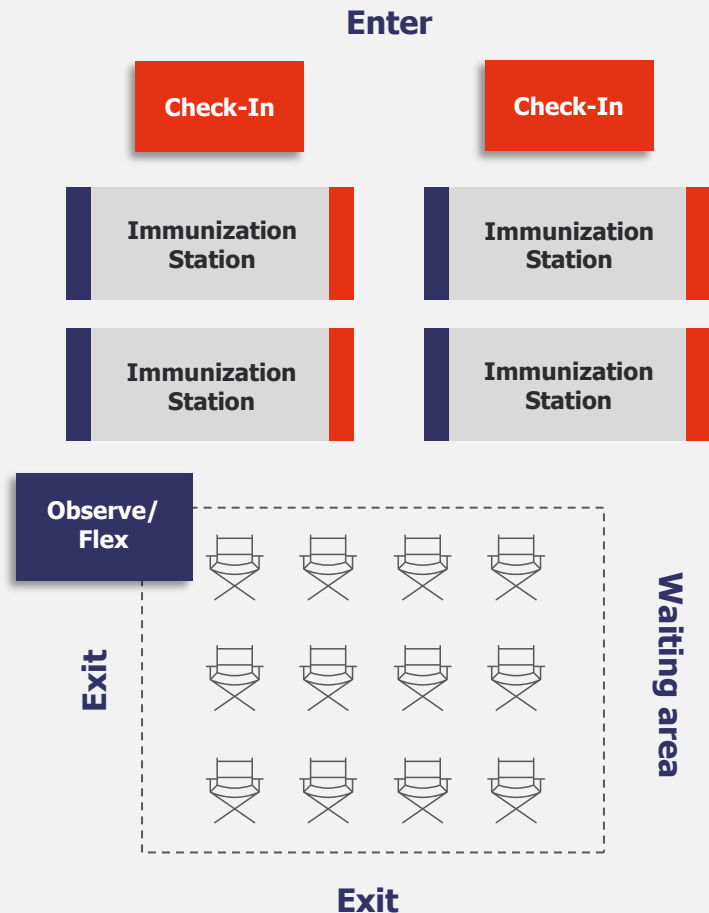 Enter
Check-In
Check-In
Immunization
Station
Immunization
Station
Immunization
Station
Immunization
Station
Observe/
Flex
Waiting area
Exit
Exit